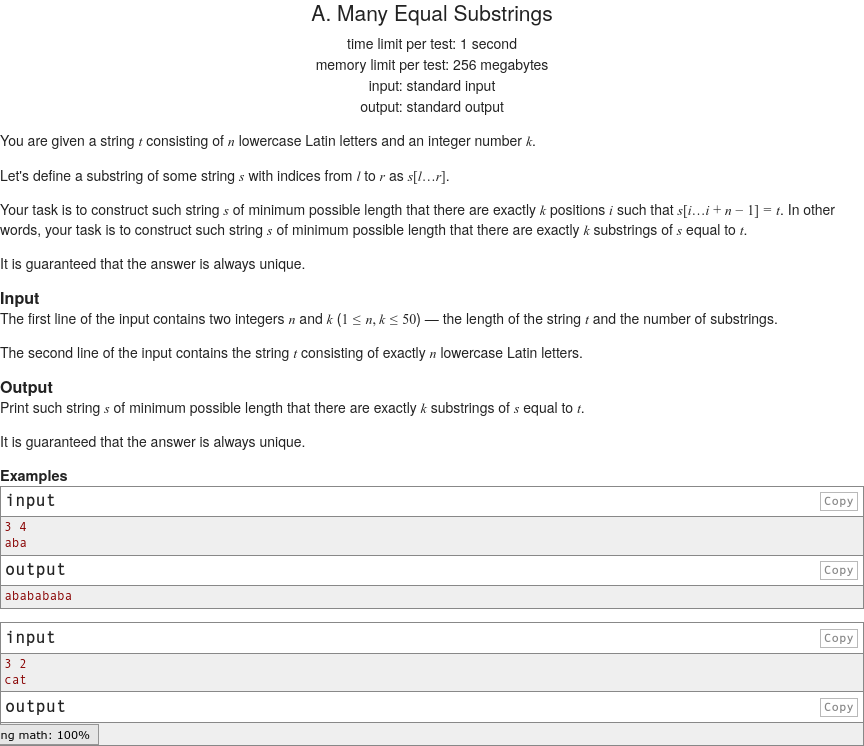 A. Many Equal Substrings
time limit per test: 1 second
memory limit per test: 256 megabytes
input: standard input
output: standard output
You are given a string t consisting of n lowercase Latin letters and an integer number k.
Let's define a substring of some string s with indices from l to r as s[l…r].
Your task is to construct such string s of minimum possible length that there are exactly k positions i such that s[i…i + n − 1] = t. In other
words, your task is to construct such string s of minimum possible length that there are exactly k substrings of s equal to t.
It is guaranteed that the answer is always unique.
Input
The first line of the input contains two integers n and k (1 ≤ n, k ≤ 50) — the length of the string t and the number of substrings.
The second line of the input contains the string t consisting of exactly n lowercase Latin letters.
Output
Print such string s of minimum possible length that there are exactly k substrings of s equal to t.
It is guaranteed that the answer is always unique.
Examples
input Copy
3 4
aba
output Copy
ababababa
input Copy
3 2
cat
output Copy
ng math: 100%